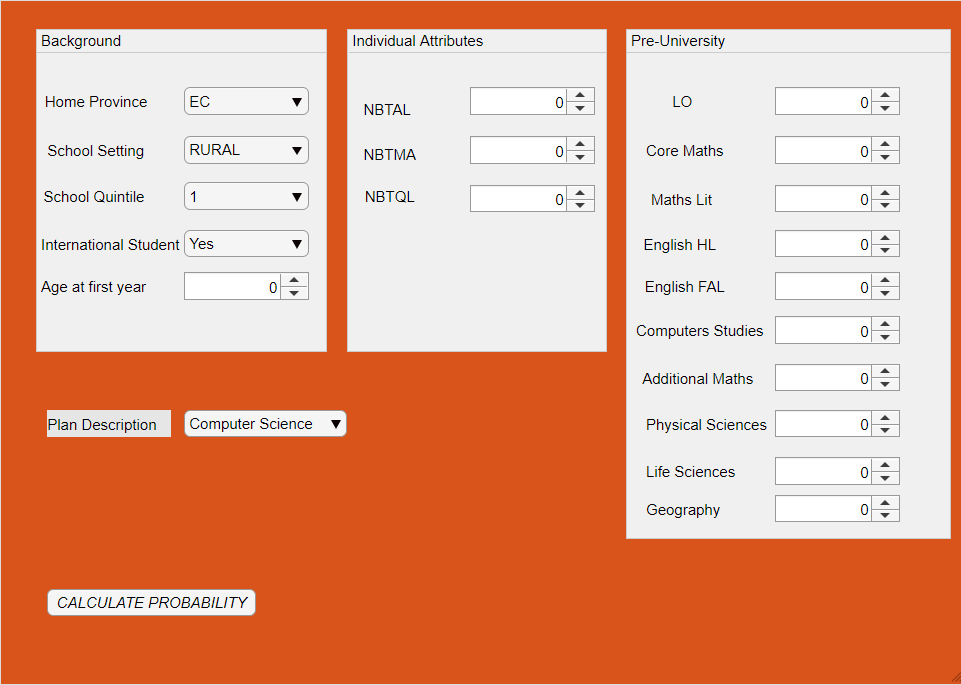 Background
Home Province EC
School Setting RURAL
School Quintile 1
International Student Yes
Age at first year 0
Individual Attributes
NBTAL 0
NBTMA 0
NBTQL 0
Pre-University
LO 0
Core Maths 0
Maths Lit 0
English HL 0
English FAL 0
Computers Studies 0
Additional Maths 0
Physical Sciences 0
Life Sciences 0
Geography 0
Plan Description Computer Science
CALCULATE PROBABILITY